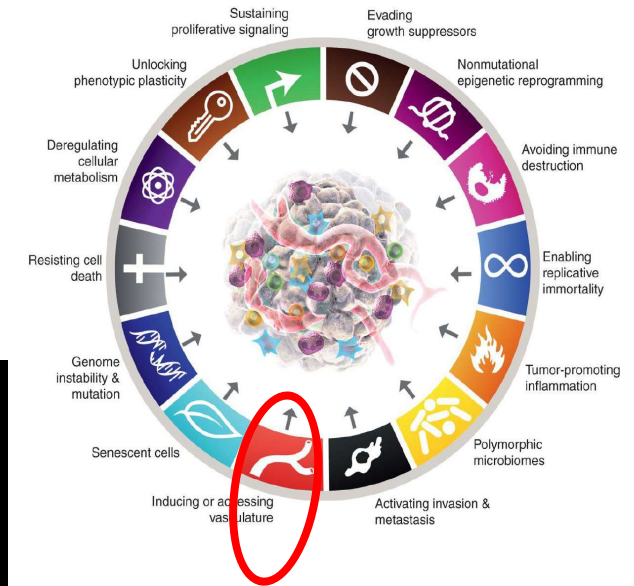 Sustaining
proliferative signaling
Evading
growth suppressors
Nonmutational
epigenetic reprogramming
Avoiding immune
destruction
Enabling
replicative
immortality
Tumor-promoting
inflammation
Polymorphic
microbiomes
Activating invasion &
metastasis
Inducing or accessing
vasculature
Senescent cells
Genome
instability &
mutation
Resisting cell
death
Deregulating
cellular
metabolism
Unlocking
phenotypic plasticity